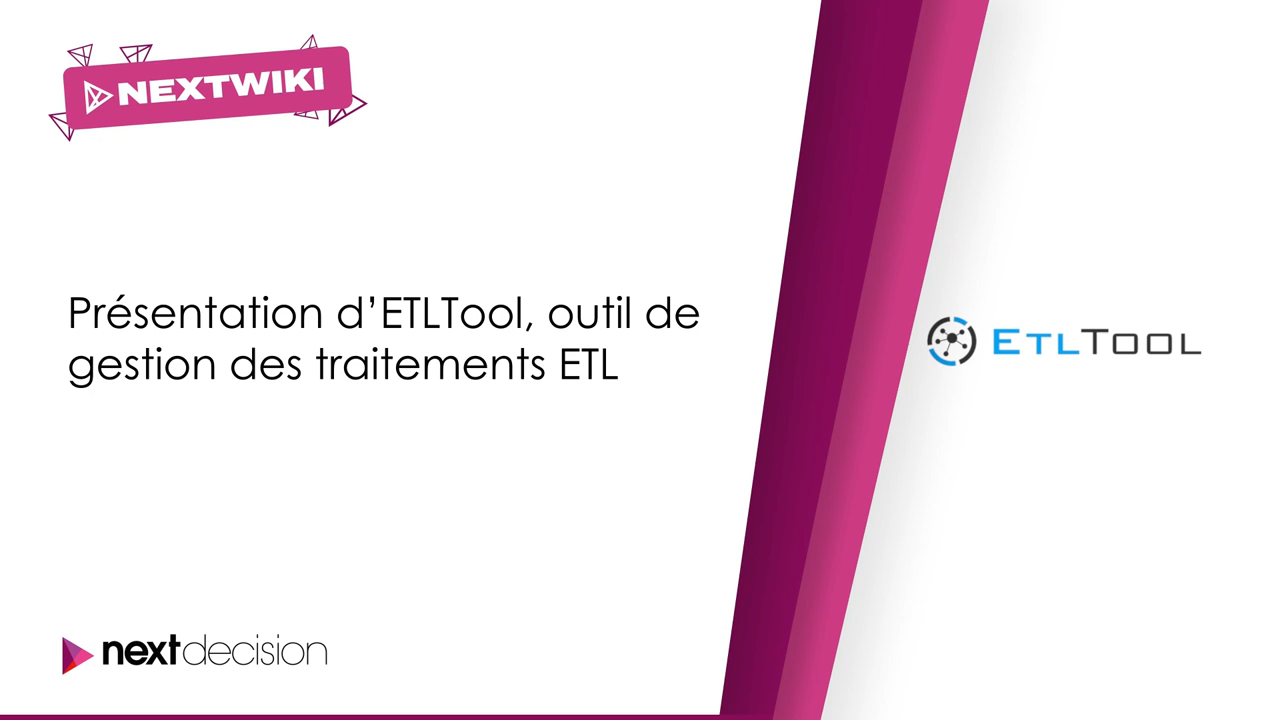 NEXTWIKI
Présentation d’ETLTool, outil de
gestion des traitements ETL
ETLTOOL
nextdecision